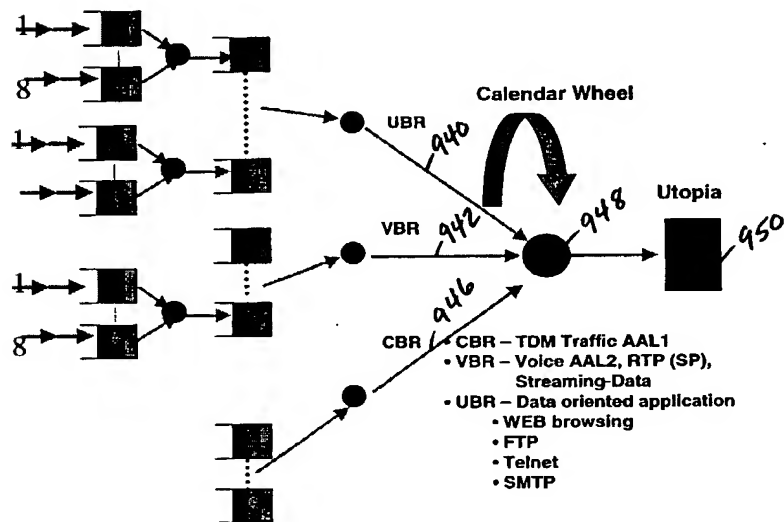 1
8
1
1
8
UBR
940
Calendar Wheel
VBR
942
948
Utopia
950
CBR
946
• CBR – TDM Traffic AAL1
• VBR – Voice AAL2, RTP (SP),
Streaming-Data
• UBR – Data oriented application
• WEB browsing
• FTP
• Telnet
• SMTP